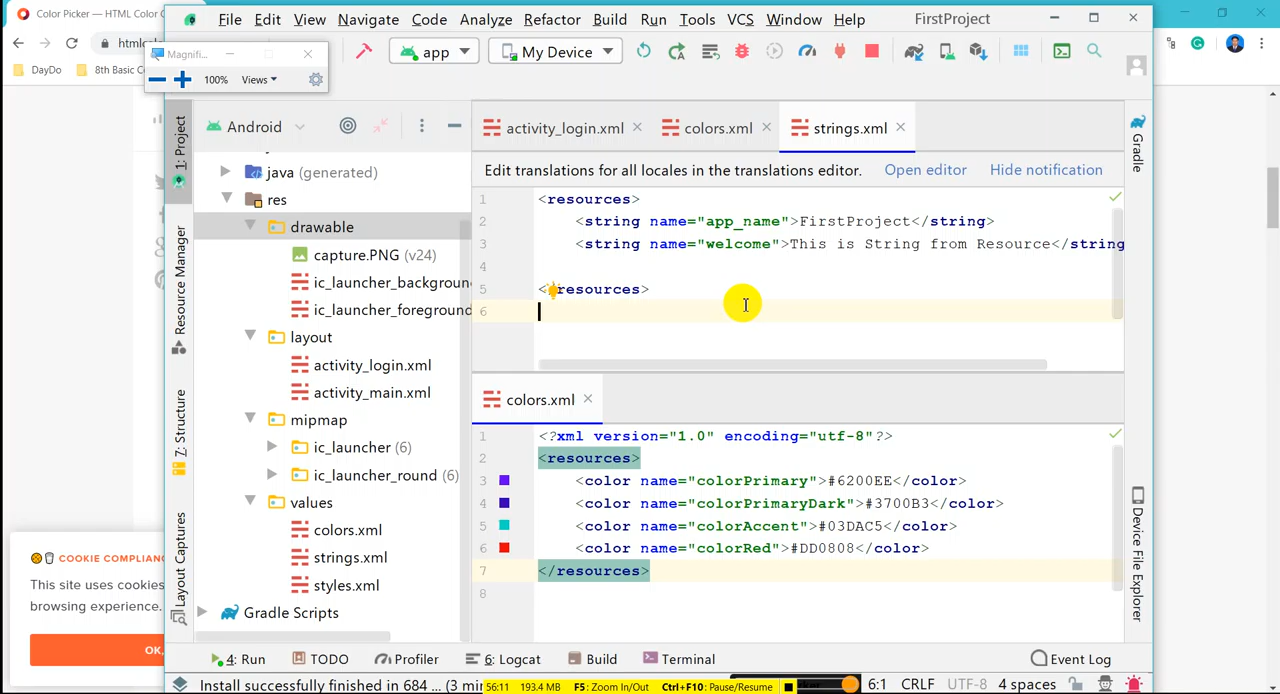 Color Picker — HTML Color C
File Edit View Navigate Code Analyze Refactor Build Run Tools VCS Window Help FirstProject
htmlc
Magnifi...
100% Views
app My Device
DayDo 8th Basic C
1: Project
Resource Manager
7: Structure
Layout Captures
Android
java (generated)
res
drawable
capture.PNG (v24)
ic_launcher_background
ic_launcher_foreground
layout
activity_login.xml
activity_main.xml
mipmap
ic_launcher (6)
ic_launcher_round (6)
values
colors.xml
strings.xml
styles.xml
Gradle Scripts
activity_login.xml colors.xml strings.xml
Edit translations for all locales in the translations editor. Open editor Hide notification
1 <resources>
2 <string name="app_name">FirstProject</string>
3 <string name="welcome">This is String from Resource</string
4
5 < resources>
6
colors.xml
1 <?xml version="1.0" encoding="utf-8"?>
2 <resources>
3 <color name="colorPrimary">#6200EE</color>
4 <color name="colorPrimaryDark">#3700B3</color>
5 <color name="colorAccent">#03DAC5</color>
6 <color name="colorRed">#DD0808</color>
7 </resources>
8
Gradle
Device File Explorer
COOKIE COMPLIANC
This site uses cookies
browsing experience.
OK,
4: Run TODO Profiler 6: Logcat Build Terminal Event Log
Install successfully finished in 684 ... (3 min
56:11 193.4 MB F5: Zoom In/Out Ctrl+F10: Pause/Resume
6:1 CRLF UTF-8 4 spaces